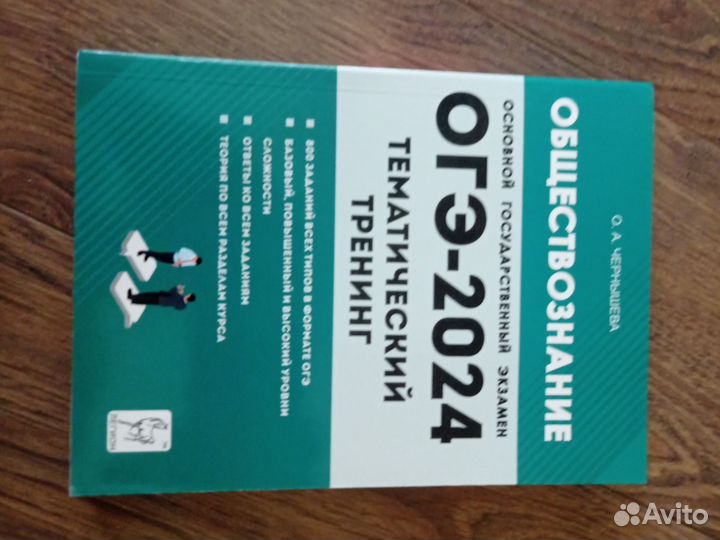 О. А. ЧЕРНЫШЕВА
ОБЩЕСТВОЗНАНИЕ
ОСНОВНОЙ ГОСУДАРСТВЕННЫЙ ЭКЗАМЕН
ОГЭ-2024
ТЕМАТИЧЕСКИЙ
ТРЕНИНГ
800 ЗАДАНИЙ ВСЕХ ТИПОВ В ФОРМАТЕ ОГЭ
БАЗОВЫЙ, ПОВЫШЕННЫЙ И ВЫСОКИЙ УРОВНИ
СЛОЖНОСТИ
ОТВЕТЫ КО ВСЕМ ЗАДАНИЯМ
ТЕОРИЯ ПО ВСЕМ РАЗДЕЛАМ КУРСА
ЛЕГИОН
Avito